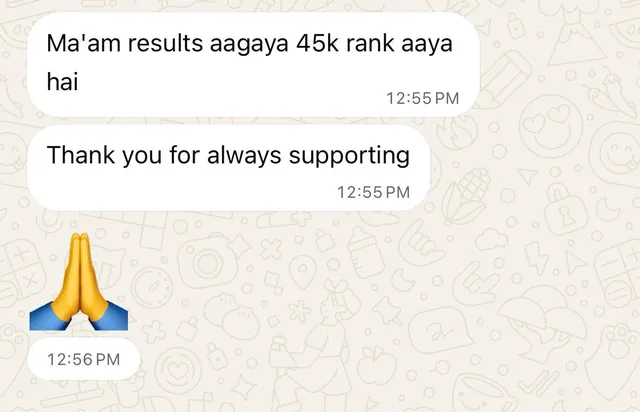 Ma'am results aagaya 45k rank aaya
hai
12:55 PM
Thank you for always supporting
12:55 PM
🙏
12:56 PM